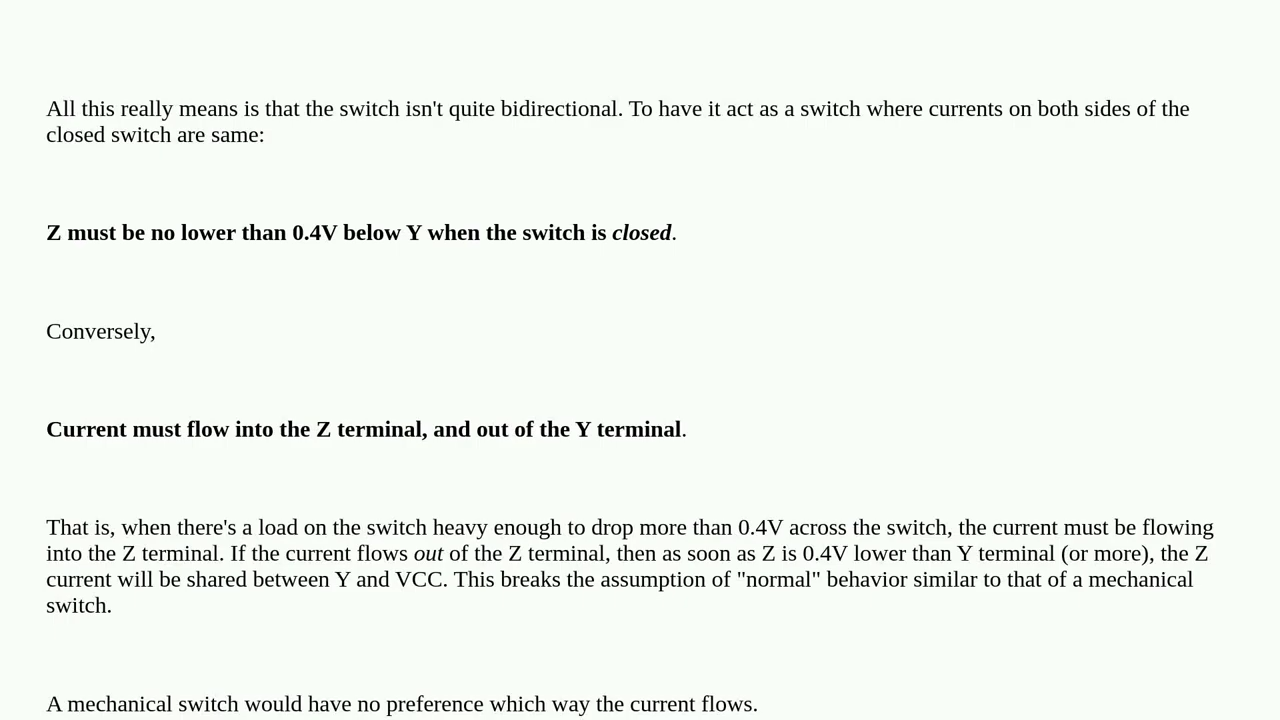 All this really means is that the switch isn't quite bidirectional. To have it act as a switch where currents on both sides of the
closed switch are same:
Z must be no lower than 0.4V below Y when the switch is closed.
Conversely,
Current must flow into the Z terminal, and out of the Y terminal.
That is, when there's a load on the switch heavy enough to drop more than 0.4V across the switch, the current must be flowing
into the Z terminal. If the current flows out of the Z terminal, then as soon as Z is 0.4V lower than Y terminal (or more), the Z
current will be shared between Y and VCC. This breaks the assumption of "normal" behavior similar to that of a mechanical
switch.
A mechanical switch would have no preference which way the current flows.